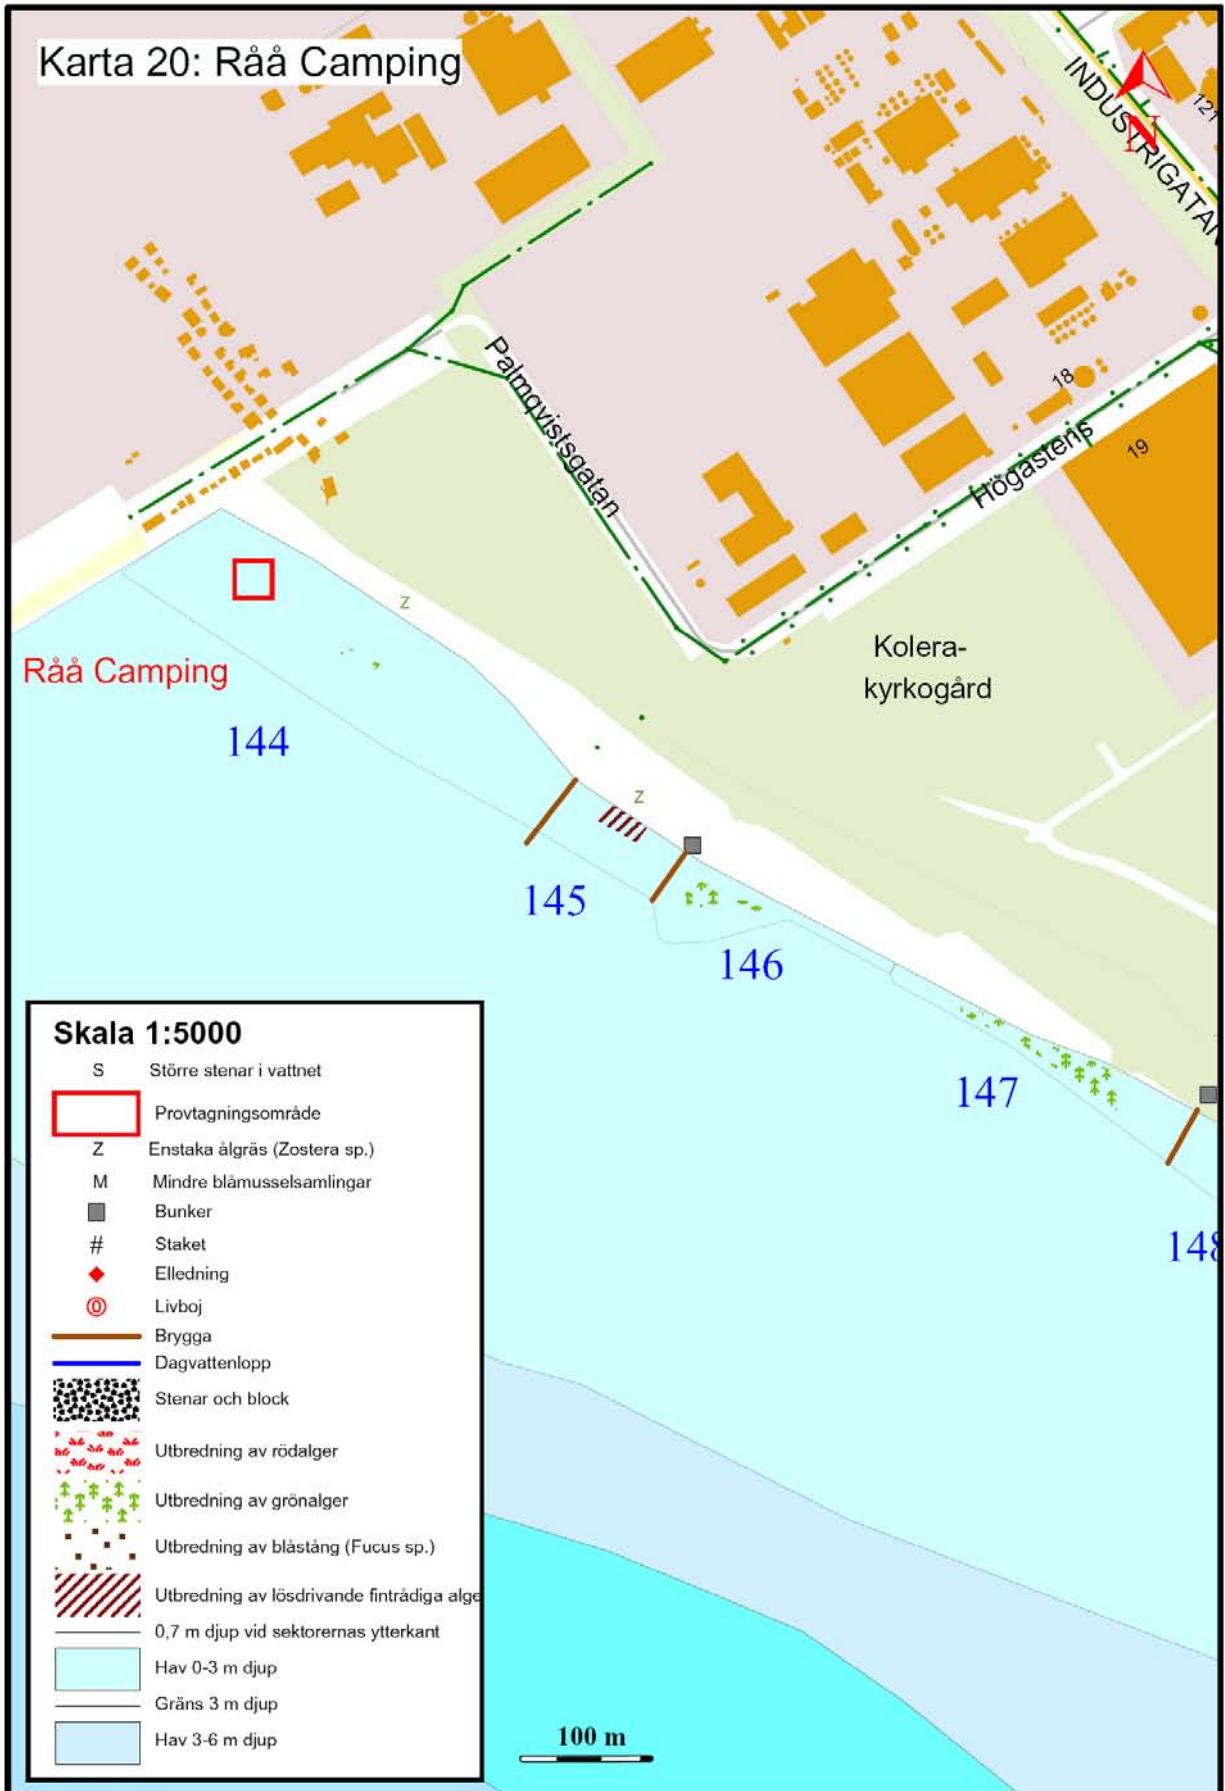 Karta 20: Råå Camping
INDUSTRIGATAN
121
N
Palmqvistsgatan
18
Högastens
19
Z
Kolera-
kyrkogård
Råå Camping
144
Z
145
146
147
148
Skala 1:5000
S Större stenar i vattnet
Provtagningsområde
Z Enstaka ålgräs (Zostera sp.)
M Mindre blåmusselsamlingar
Bunker
# Staket
Elledning
Livboj
Brygga
Dagvattenlopp
Stenar och block
Utbredning av rödalger
Utbredning av grönalger
Utbredning av blåstång (Fucus sp.)
Utbredning av lösdrivande fintrådiga alge
0,7 m djup vid sektorernas ytterkant
Hav 0-3 m djup
Gräns 3 m djup
Hav 3-6 m djup
100 m